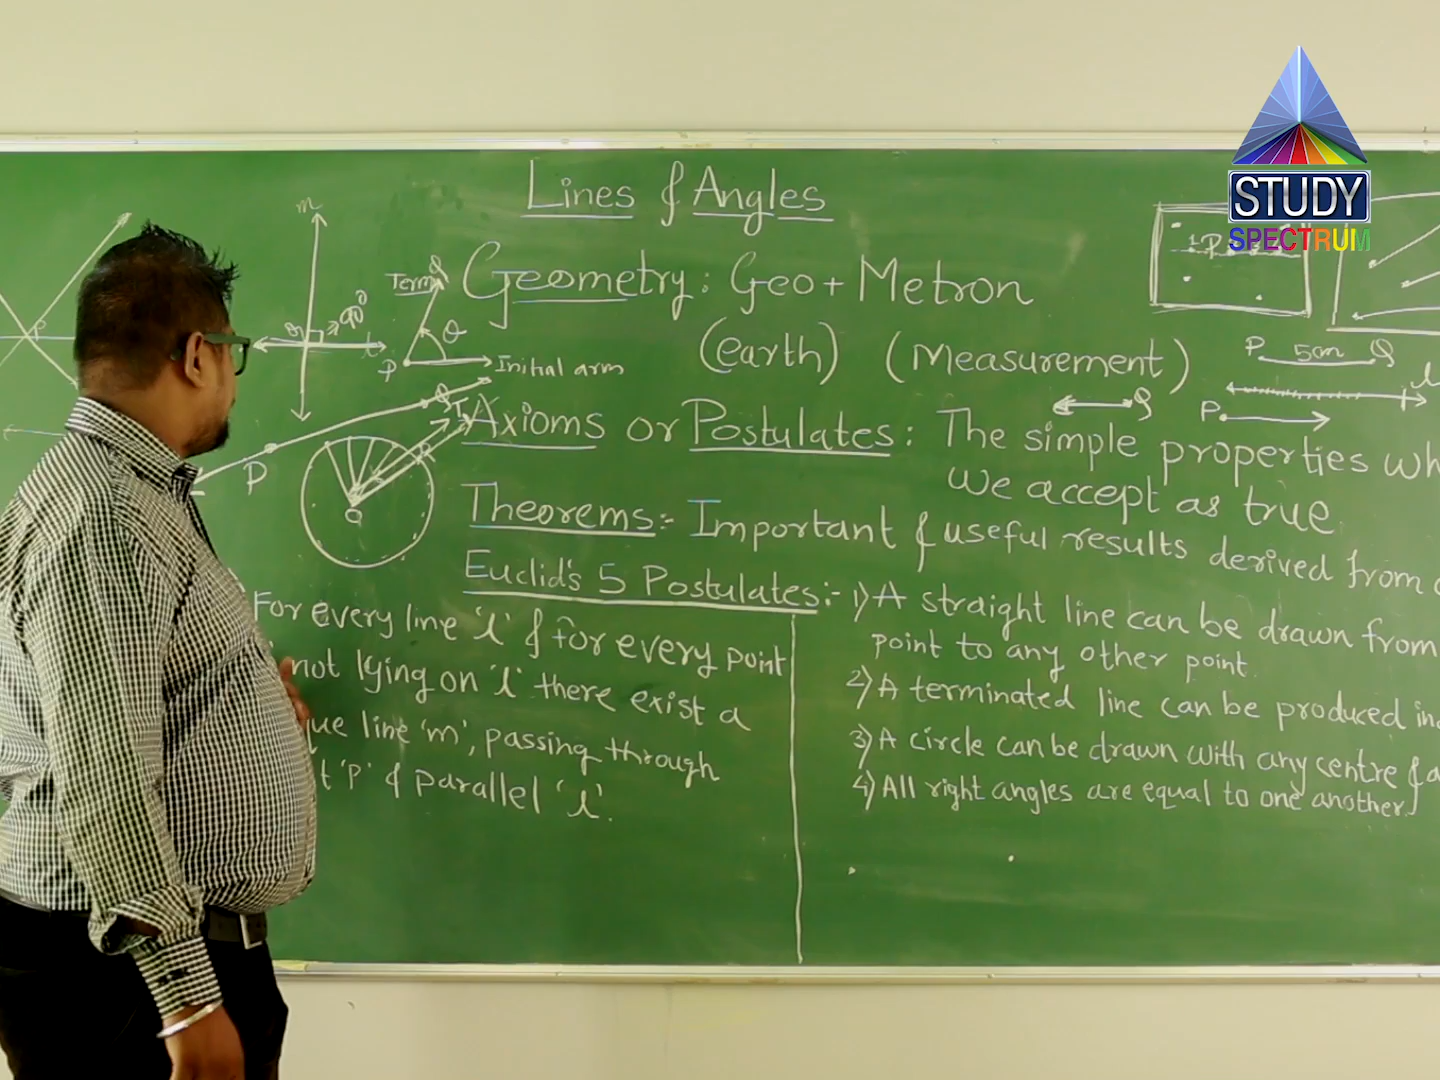 STUDY
SPECTRUM
Lines & Angles
Geometry: Geo + Metron
(earth) (Measurement)
Axioms or Postulates: The simple properties
we accept as true
Theorems:- Important & useful results derived from
Euclid's 5 Postulates:- 1) A straight line can be drawn from
point to any other point.
2) A terminated line can be produced
3) A circle can be drawn with any centre &
4) All right angles are equal to one another.
For every line 'l' & for every point
not lying on 'l' there exist a
line 'm', passing through
'P' & parallel 'l'.
m
90°
Term
θ
P
Initial arm
P
P
5cm
Q
l
Q
P
P